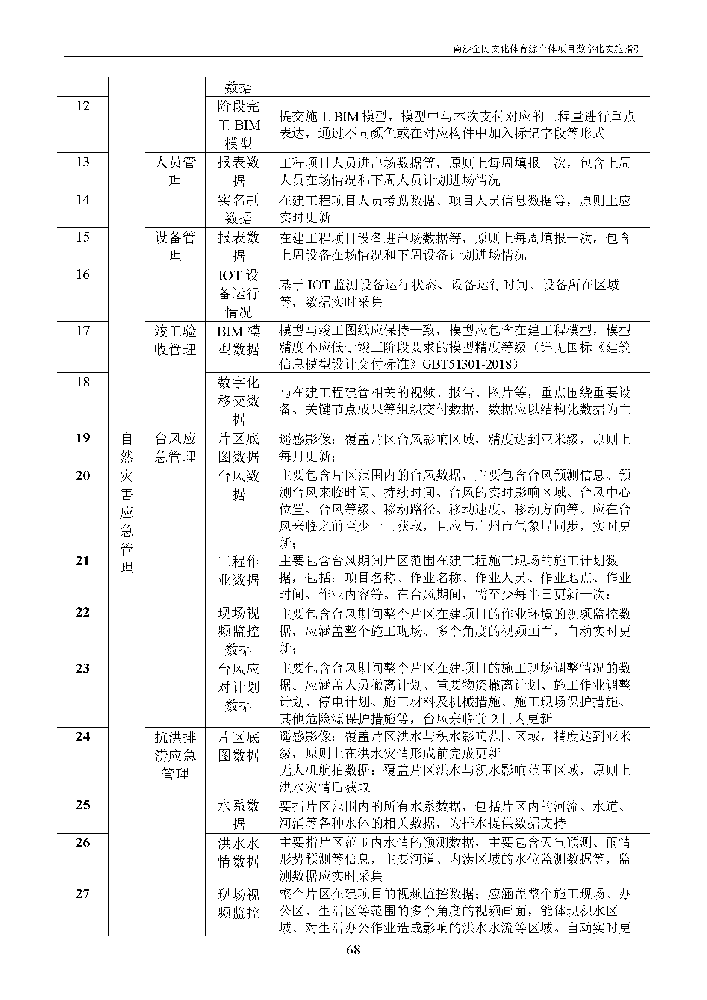 南沙全民文化体育综合体项目数字化实施指引
数据
12
阶段完
工 BIM
模型
提交施工 BIM 模型，模型中与本次支付对应的工程量进行重点
表达，通过不同颜色或在对应构件中加入标记字段等形式
13
人员管
理
报表数
据
工程项目人员进出场数据等，原则上每周填报一次，包含上周
人员在场情况和下周人员计划进场情况
14
实名制
数据
在建工程项目人员考勤数据、项目人员信息数据等，原则上应
实时更新
15
设备管
理
报表数
据
在建工程项目设备进出场数据等，原则上每周填报一次，包含
上周设备在场情况和下周设备计划进场情况
16
IOT 设
备运行
情况
基于 IOT 监测设备运行状态、设备运行时间、设备所在区域
等，数据实时采集
17
竣工验
收管理
BIM 模
型数据
模型与竣工图纸应保持一致，模型应包含在建工程模型，模型
精度不应低于竣工阶段要求的模型精度等级（详见国标《建筑
信息模型设计交付标准》GBT51301-2018）
18
数字化
移交数
据
与在建工程建管相关的视频、报告、图片等，重点围绕重要设
备、关键节点成果等组织交付数据，数据应以结构化数据为主
19
自
然
灾
害
应
急
管
理
台风应
急管理
片区底
图数据
遥感影像：覆盖片区台风影响区域，精度达到亚米级，原则上
每月更新；
20
台风数
据
主要包含片区范围内的台风数据，主要包含台风预测信息、预
测台风来临时间、持续时间、台风的实时影响区域、台风中心
位置、台风等级、移动路径、移动速度、移动方向等。应在台
风来临之前至少一日获取，且应与广州市气象局同步，实时更
新；
21
工程作
业数据
主要包含台风期间片区范围在建工程施工现场的施工计划数
据，包括：项目名称、作业名称、作业人员、作业地点、作业
时间、作业内容等。在台风期间，需至少每半日更新一次；
22
现场视
频监控
数据
主要包含台风期间整个片区在建项目的作业环境的视频监控数
据，应涵盖整个施工现场、多个角度的视频画面，自动实时更
新；
23
台风应
对计划
数据
主要包含台风期间整个片区在建项目的施工现场调整情况的数
据。应涵盖人员撤离计划、重要物资撤离计划、施工作业调整
计划、停电计划、施工材料及机械措施、施工现场保护措施、
其他危险源保护措施等，台风来临前 2 日内更新
24
抗洪排
涝应急
管理
片区底
图数据
遥感影像：覆盖片区洪水与积水影响范围区域，精度达到亚米
级，原则上在洪水灾情形成前完成更新
无人机航拍数据：覆盖片区洪水与积水影响范围区域，原则上
洪水灾情后获取
25
水系数
据
要指片区范围内的所有水系数据，包括片区内的河流、水道、
河涌等各种水体的相关数据，为排水提供数据支持
26
洪水水
情数据
主要指片区范围内水情的预测数据，主要包含天气预测、雨情
形势预测等信息，主要河道、内涝区域的水位监测数据等，监
测数据应实时采集
27
现场视
频监控
整个片区在建项目的视频监控数据；应涵盖整个施工现场、办
公区、生活区等范围的多个角度的视频画面，能体现积水区
域、对生活办公作业造成影响的洪水水流等区域。自动实时更
68